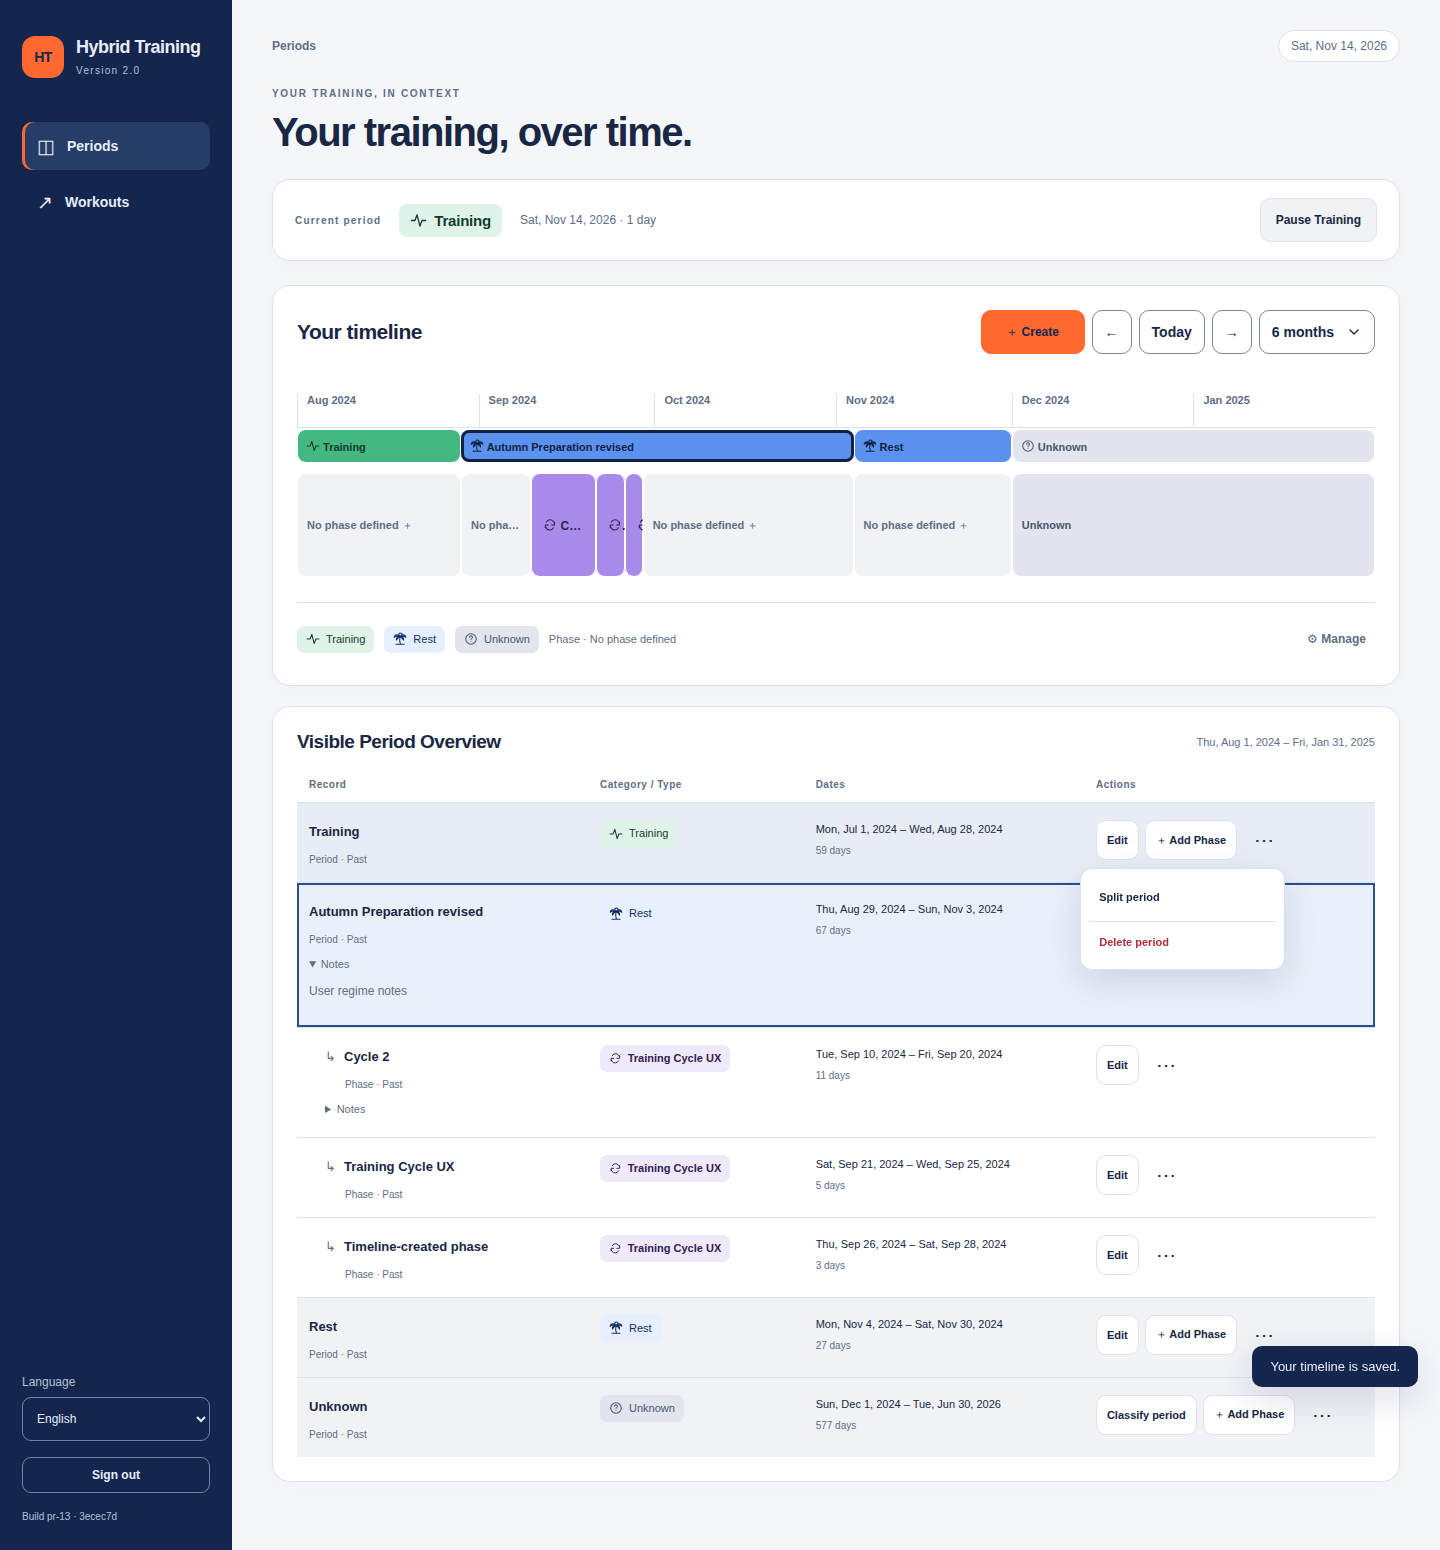 HT
Hybrid Training
Version 2.0
Periods
Workouts
Language
English
Sign out
Build pr-13 · 3ecec7d
Periods
Sat, Nov 14, 2026
YOUR TRAINING, IN CONTEXT
Your training, over time.
Current period
Training
Sat, Nov 14, 2026 · 1 day
Pause Training
Your timeline
+ Create
←
Today
→
6 months
Aug 2024
Sep 2024
Oct 2024
Nov 2024
Dec 2024
Jan 2025
Training
Autumn Preparation revised
Rest
Unknown
No phase defined +
No pha...
C...
No phase defined +
No phase defined +
Unknown
Training
Rest
Unknown
Phase · No phase defined
⚙ Manage
Visible Period Overview
Thu, Aug 1, 2024 – Fri, Jan 31, 2025
Record
Category / Type
Dates
Actions
Training
Period · Past
Training
Mon, Jul 1, 2024 – Wed, Aug 28, 2024
59 days
Edit
+ Add Phase
...
Split period
Delete period
Autumn Preparation revised
Period · Past
▼ Notes
User regime notes
Rest
Thu, Aug 29, 2024 – Sun, Nov 3, 2024
67 days
↳ Cycle 2
Phase · Past
▶ Notes
Training Cycle UX
Tue, Sep 10, 2024 – Fri, Sep 20, 2024
11 days
Edit
...
↳ Training Cycle UX
Phase · Past
Training Cycle UX
Sat, Sep 21, 2024 – Wed, Sep 25, 2024
5 days
Edit
...
↳ Timeline-created phase
Phase · Past
Training Cycle UX
Thu, Sep 26, 2024 – Sat, Sep 28, 2024
3 days
Edit
...
Rest
Period · Past
Rest
Mon, Nov 4, 2024 – Sat, Nov 30, 2024
27 days
Edit
+ Add Phase
...
Your timeline is saved.
Unknown
Period · Past
Unknown
Sun, Dec 1, 2024 – Tue, Jun 30, 2026
577 days
Classify period
+ Add Phase
...